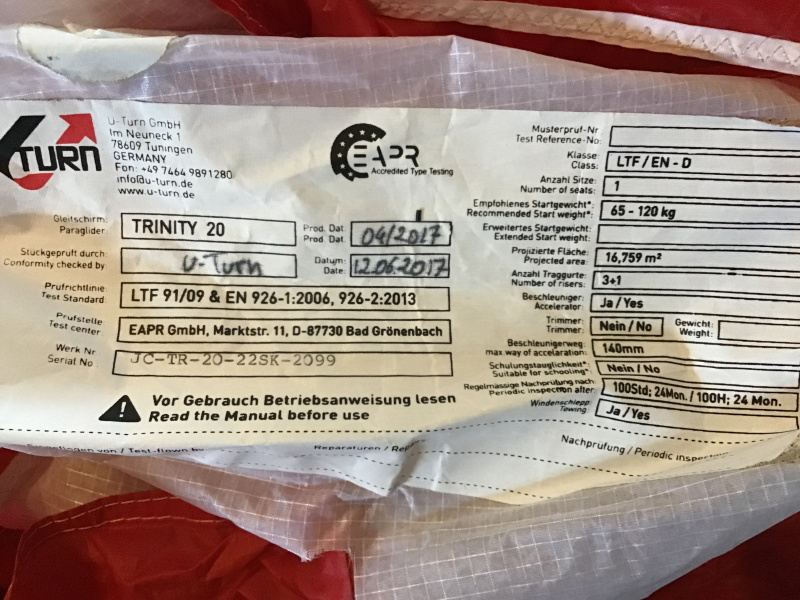 TURN
U-Turn GmbH
Im Neuneck 1
78609 Tuningen
GERMANY
Fon: +49 7464 9891280
info@u-turn.de
www.u-turn.de
EAPR
Accredited Type Testing
Gleitschirm:
Paraglider:
TRINITY 20
Prod. Dat.
Prod. Dat.
04/2017
Stückgeprüft durch:
Conformity checked by:
U-Turn
Datum:
Date:
12.06.2017
Prüfrichtlinie:
Test Standard:
LTF 91/09 & EN 926-1:2006, 926-2:2013
Prüfstelle
Test center:
EAPR GmbH, Marktstr. 11, D-87730 Bad Grönenbach
Werk Nr
Serial No
JC-TR-20-22SK-2099
Vor Gebrauch Betriebsanweisung lesen
Read the Manual before use
Musterpruf-Nr
Test Reference-No:
Klasse
Class:
LTF/EN - D
Anzahl Sitze:
Number of seats:
1
Empfohlenes Startgewicht*:
Recommended Start weight*:
65 - 120 kg
Erweitertes Startgewicht:
Extended Start weight:
Projizierte Fläche:
Projected area:
16,759 m²
Anzahl Traggurte:
Number of risers:
3+1
Beschleuniger:
Accelerator:
Ja / Yes
Trimmer:
Trimmer:
Nein / No
Gewicht:
Weight:
Beschleunigerweg:
max way of accelaration:
140mm
Schulungstauglichkeit*:
Suitable for schooling*:
Nein / No
Regelmässige Nachprüfung nach:
Periodic inspection after:
100Std; 24Mon. / 100H; 24 Mon.
Windenschlepp:
Towing:
Ja / Yes
/ Test-flown by
Reparaturen /
Nachprüfung / Periodic